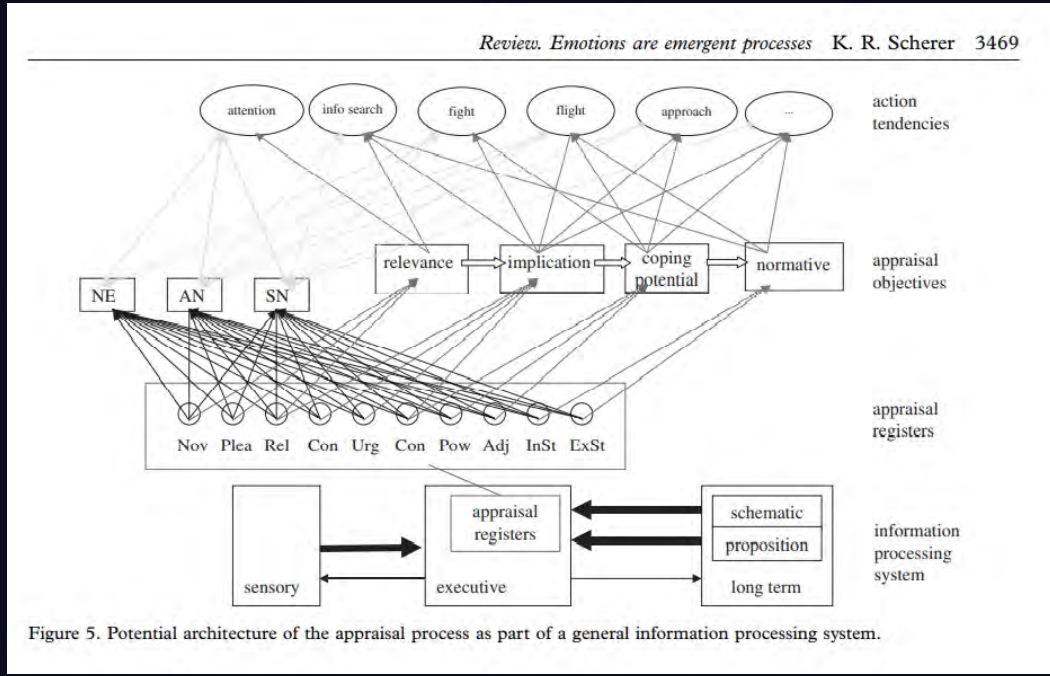 Review. Emotions are emergent processes K. R. Scherer 3469
attention info search fight flight approach ...
action
tendencies
relevance implication coping
potential normative
appraisal
objectives
NE AN SN
appraisal
registers
Nov Plea Rel Con Urg Con Pow Adj InSt ExSt
appraisal
registers
schematic
proposition
information
processing
system
sensory executive long term
Figure 5. Potential architecture of the appraisal process as part of a general information processing system.